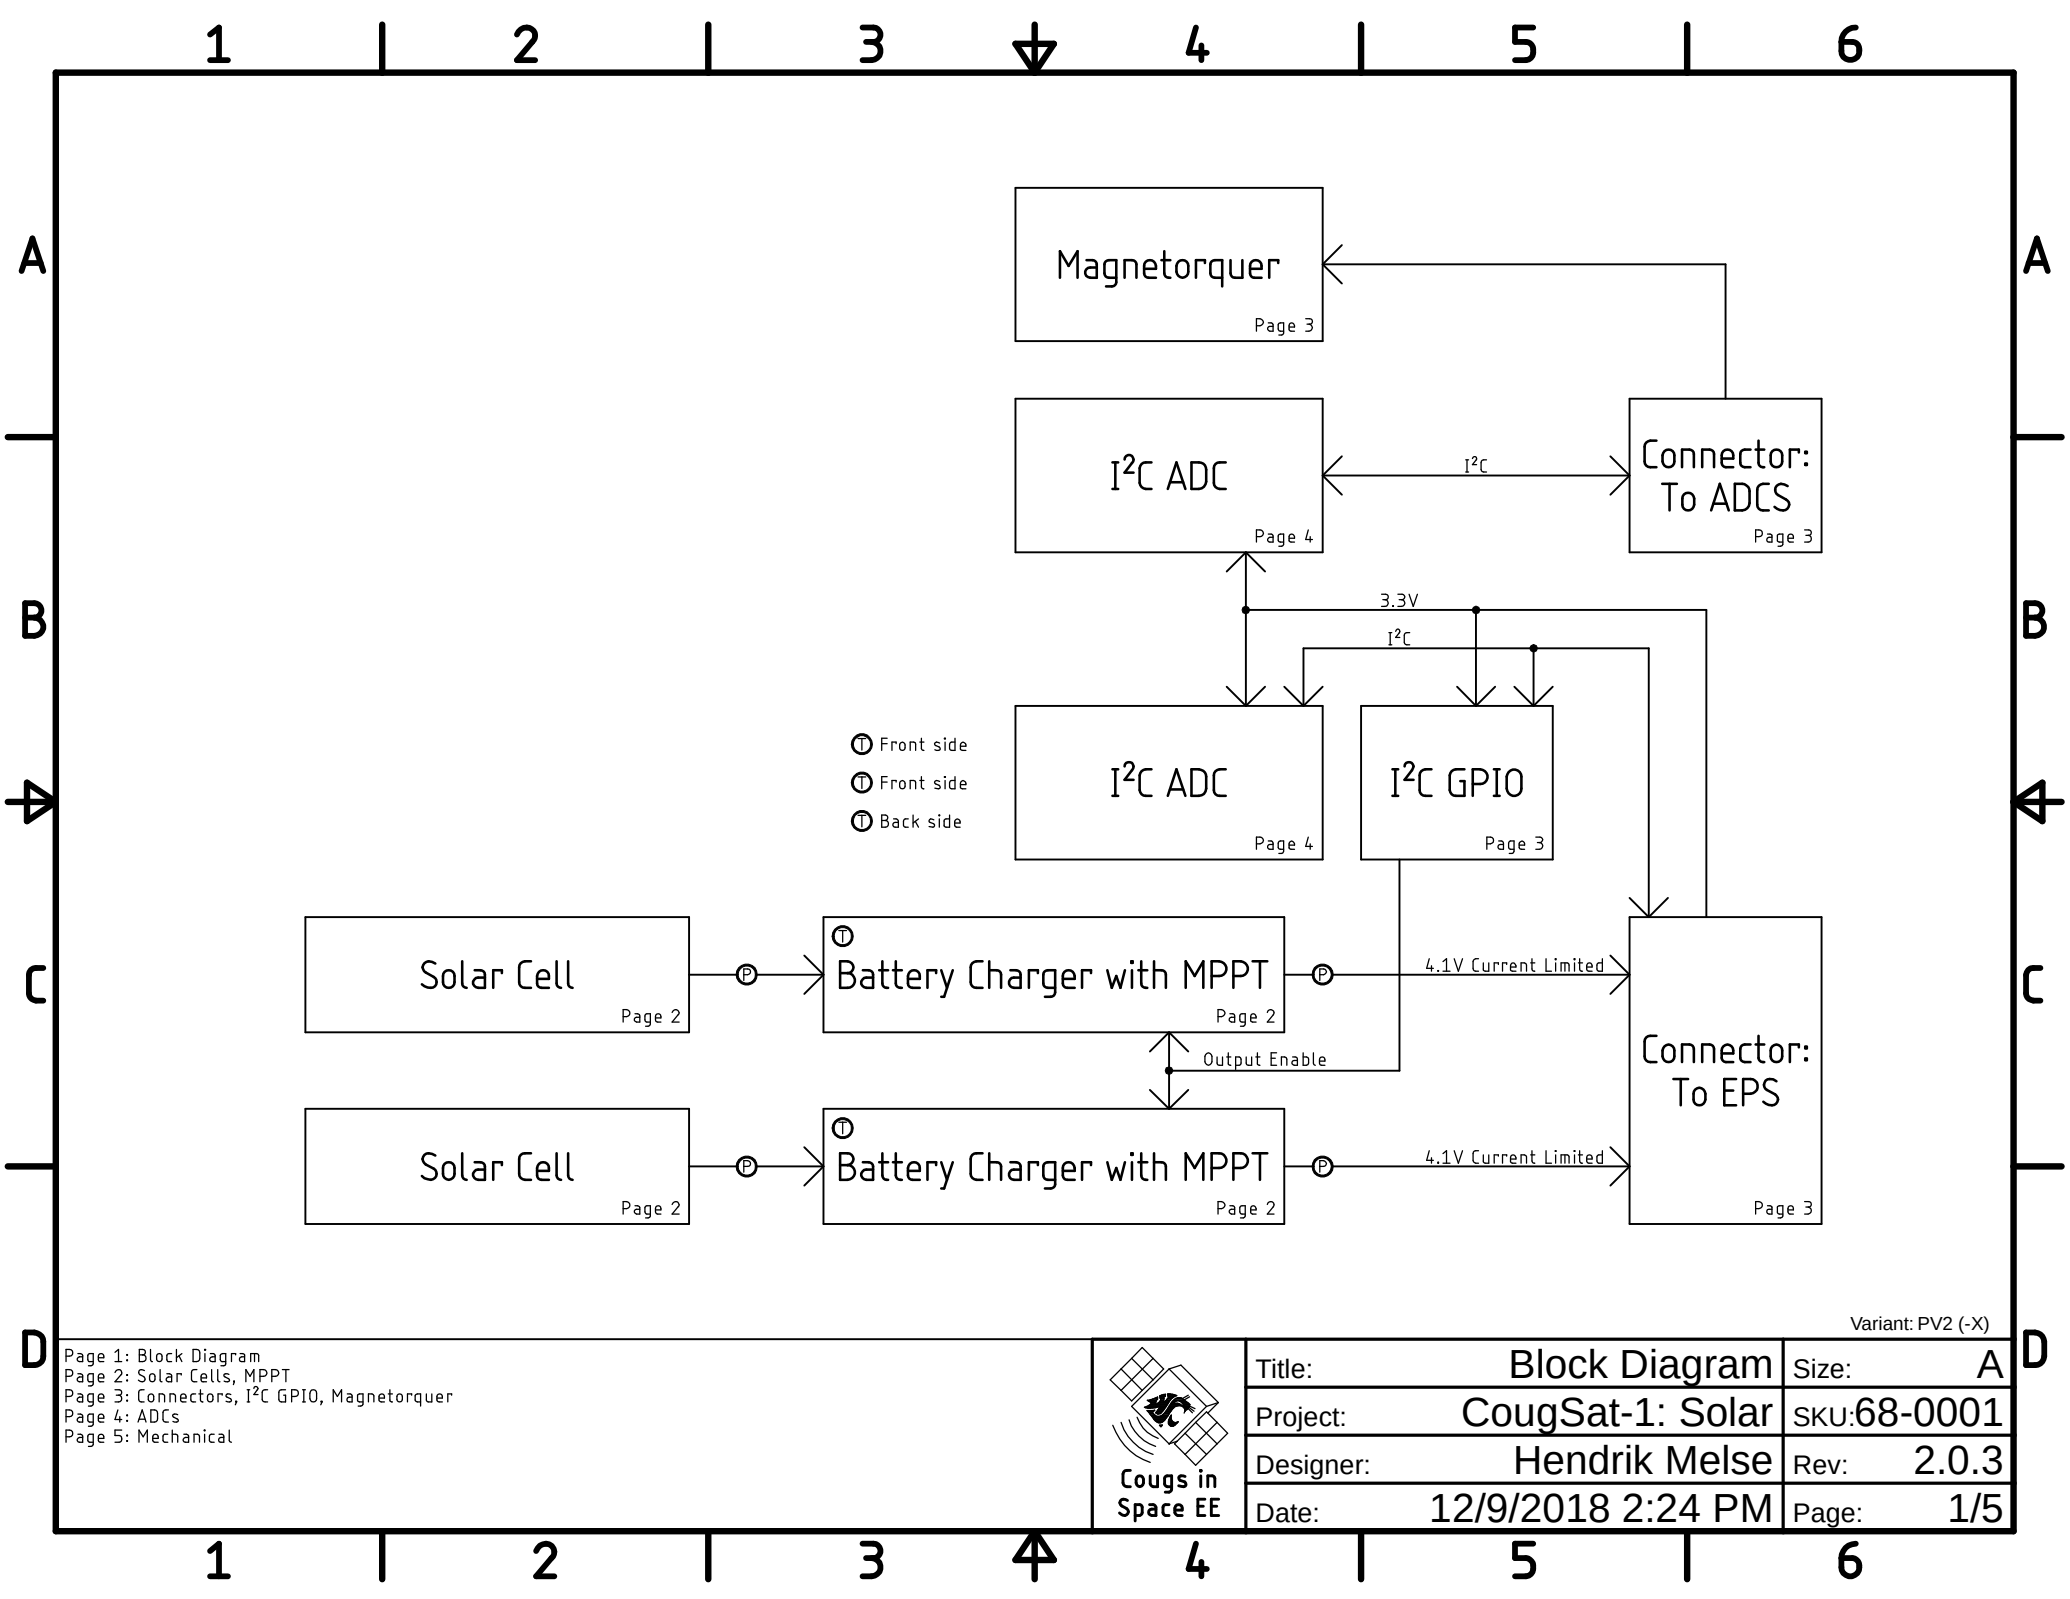 1 2 3 4 5 6
A A
Magnetorquer
Page 3
I²C ADC
Page 4
I²C
Connector:
To ADCS
Page 3
B B
3.3V
I²C
T Front side
T Front side
T Back side
I²C ADC
Page 4
I²C GPIO
Page 3
C C
Solar Cell
Page 2
P
T
Battery Charger with MPPT
Page 2
P
4.1V Current Limited
Output Enable
Connector:
To EPS
Page 3
Solar Cell
Page 2
P
T
Battery Charger with MPPT
Page 2
P
4.1V Current Limited
Variant: PV2 (-X)
D D
Page 1: Block Diagram
Page 2: Solar Cells, MPPT
Page 3: Connectors, I²C GPIO, Magnetorquer
Page 4: ADCs
Page 5: Mechanical
Cougs in
Space EE
Title: Block Diagram Size: A
Project: CougSat-1: Solar SKU:68-0001
Designer: Hendrik Melse Rev: 2.0.3
Date: 12/9/2018 2:24 PM Page: 1/5
1 2 3 4 5 6